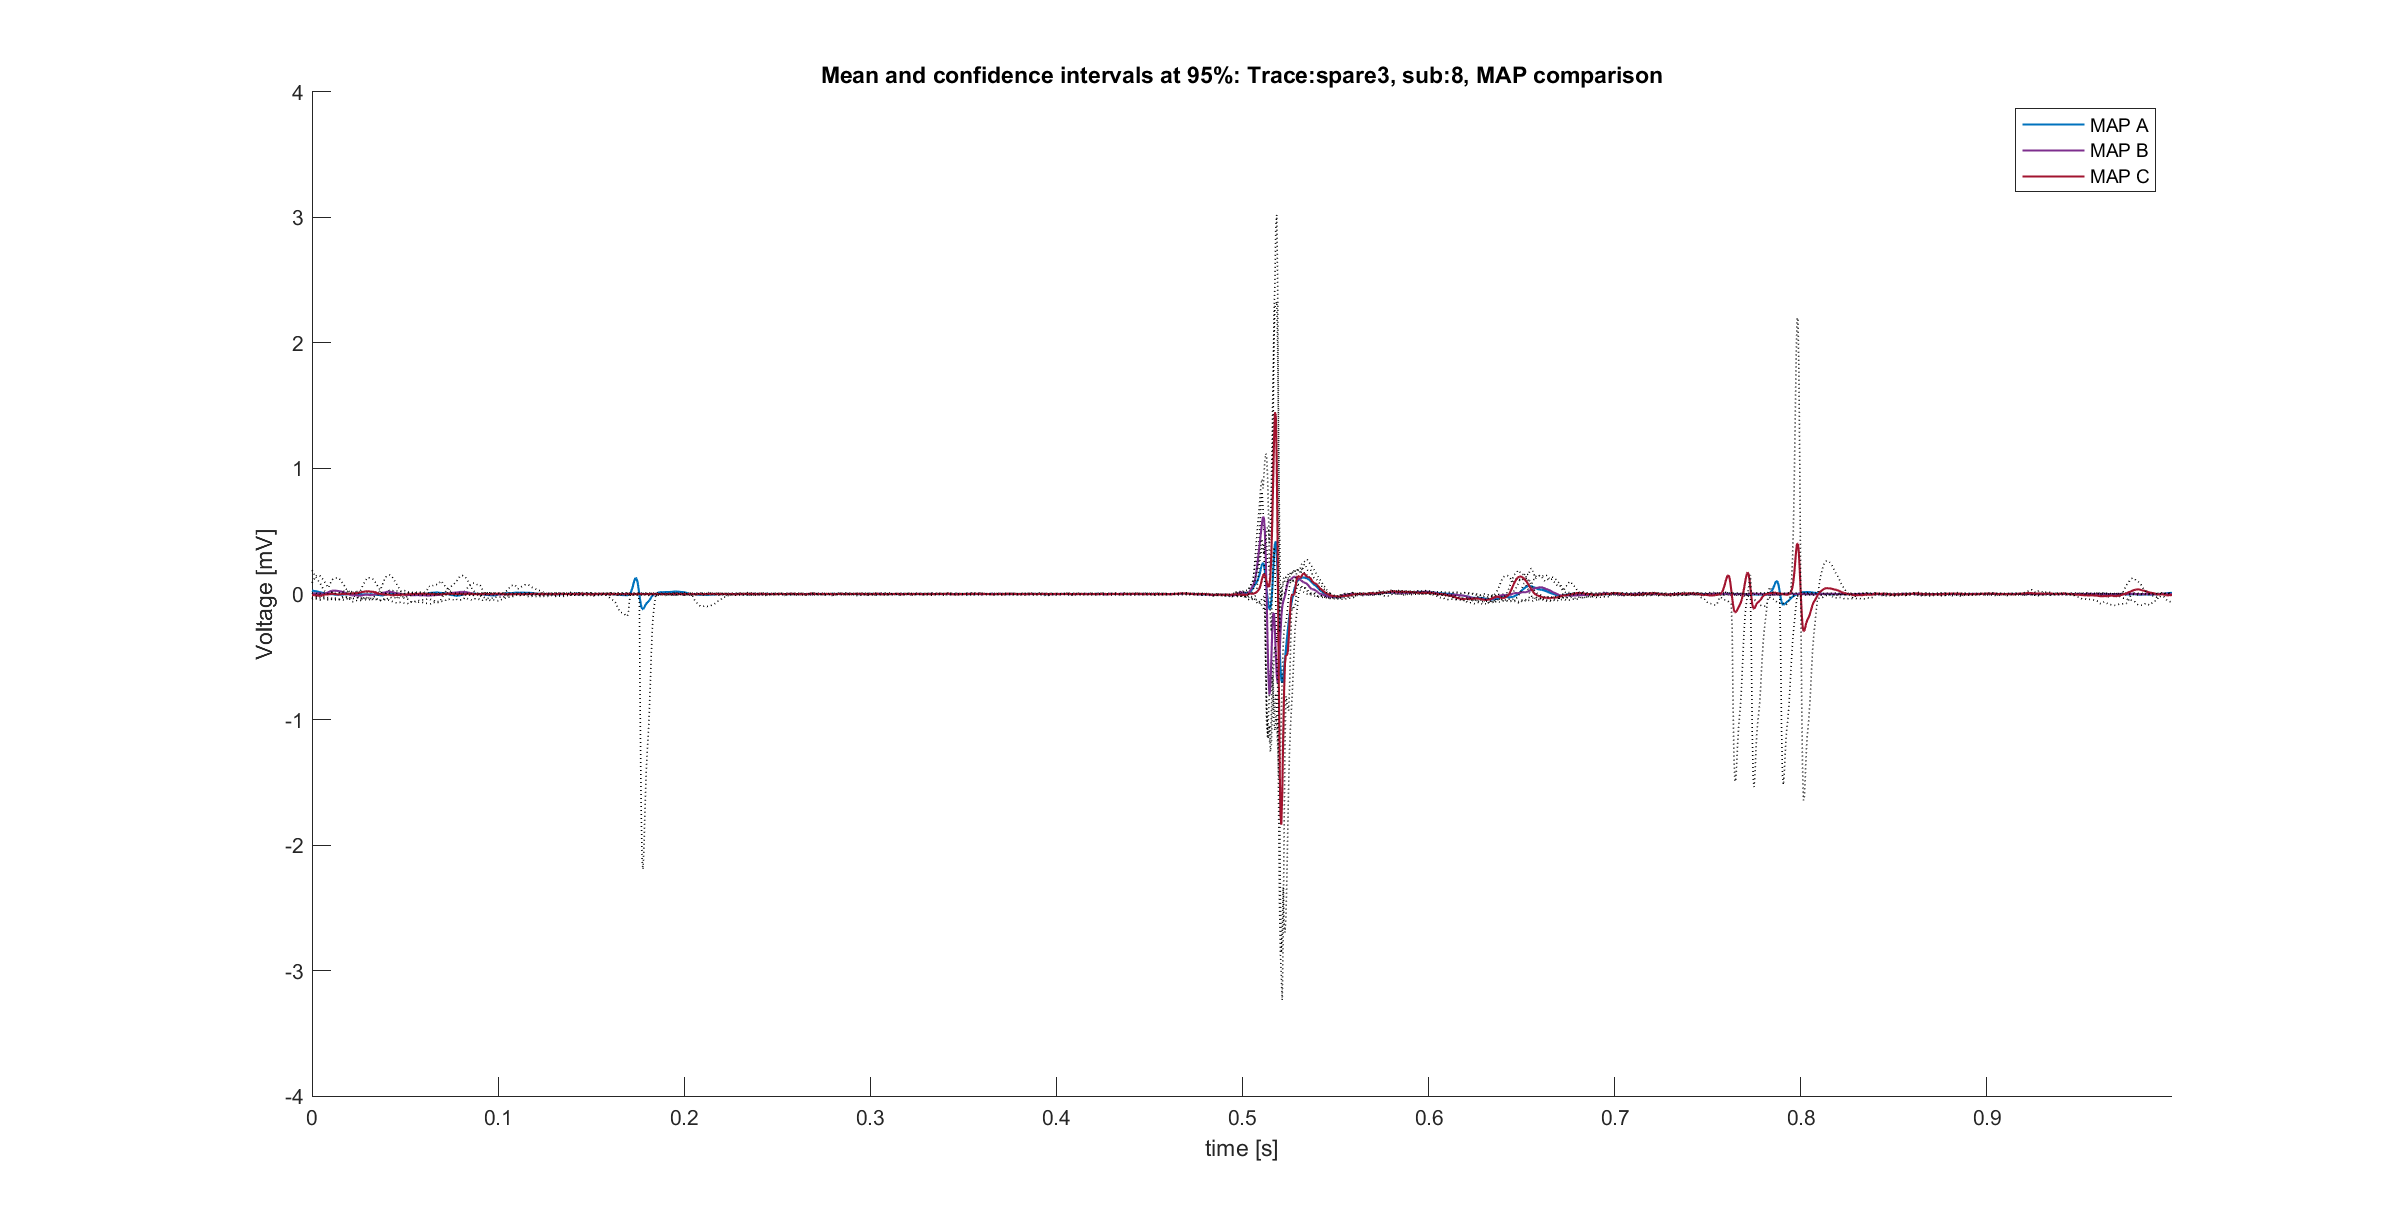 Mean and confidence intervals at 95%: Trace:spare3, sub:8, MAP comparison
MAP A
MAP B
MAP C
4
3
2
1
0
-1
-2
-3
-4
Voltage [mV]
0 0.1 0.2 0.3 0.4 0.5 0.6 0.7 0.8 0.9
time [s]